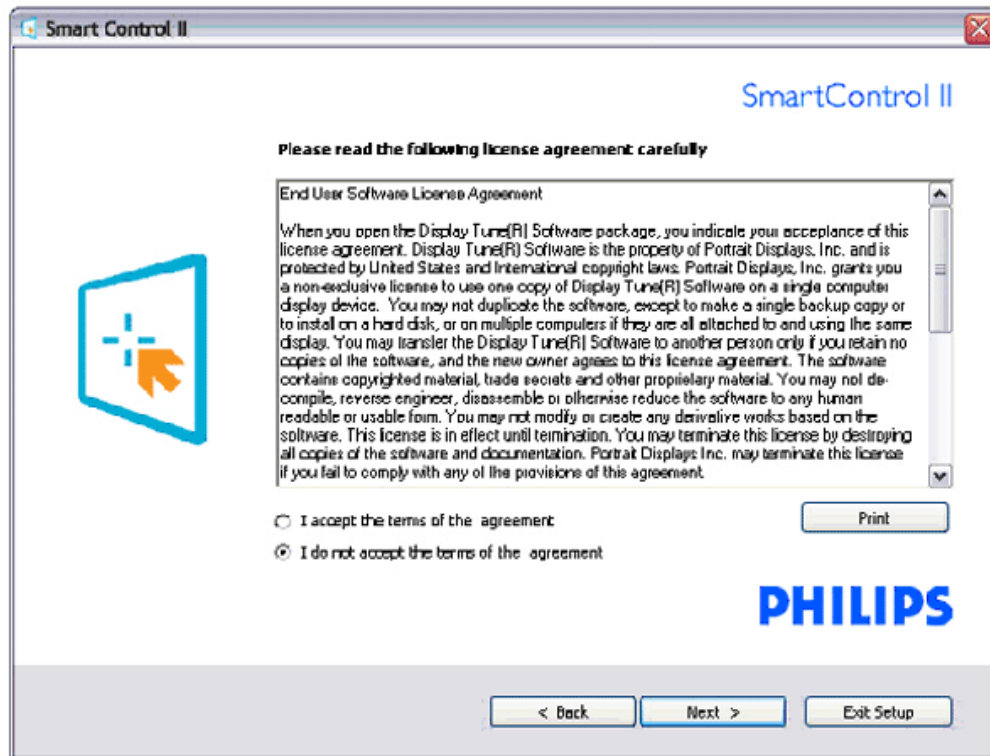 Smart Control II
SmartControl II
Please read the following license agreement carefully
End User Software License Agreement
When you open the Display Tune(R) Software package, you indicate your acceptance of this
license agreement. Display Tune(R) Software is the property of Portrait Displays, Inc. and is
protected by United States and International copyright laws. Portrait Displays, Inc. grants you
a non-exclusive license to use one copy of Display Tune(R) Software on a single computer
display device. You may not duplicate the software, except to make a single backup copy or
to install on a hard disk, or on multiple computers if they are all attached to and using the same
display. You may transfer the Display Tune(R) Software to another person only if you retain no
copies of the software, and the new owner agrees to this license agreement. The software
contains copyrighted material, trade secrets and other proprietary material. You may not de-
compile, reverse engineer, disassemble or otherwise reduce the software to any human
readable or usable form. You may not modify or create any derivative works based on the
software. This license is in effect until termination. You may terminate this license by destroying
all copies of the software and documentation. Portrait Displays Inc. may terminate this license
if you fail to comply with any of the provisions of this agreement.
I accept the terms of the agreement
Print
I do not accept the terms of the agreement
PHILIPS
< Back
Next >
Exit Setup